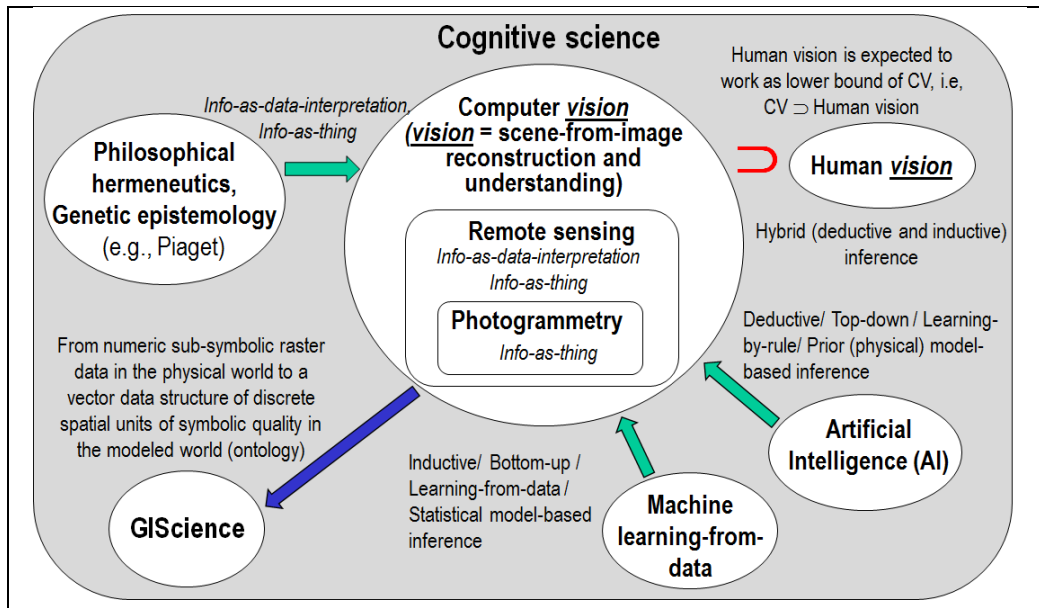 Cognitive science
Human vision is expected to
work as lower bound of CV, i.e,
CV ⊃ Human vision
Info-as-data-interpretation,
Info-as-thing
Computer vision
(vision = scene-from-image
reconstruction and
understanding)
Philosophical
hermeneutics,
Genetic epistemology
(e.g., Piaget)
⊃
Human vision
Remote sensing
Info-as-data-interpretation
Info-as-thing
Hybrid (deductive and inductive)
inference
Photogrammetry
Info-as-thing
From numeric sub-symbolic raster
data in the physical world to a
vector data structure of discrete
spatial units of symbolic quality in
the modeled world (ontology)
Deductive/ Top-down / Learning-
by-rule/ Prior (physical) model-
based inference
Artificial
Intelligence (AI)
Inductive/ Bottom-up /
Learning-from-data /
Statistical model-based
inference
GIScience
Machine
learning-from-
data